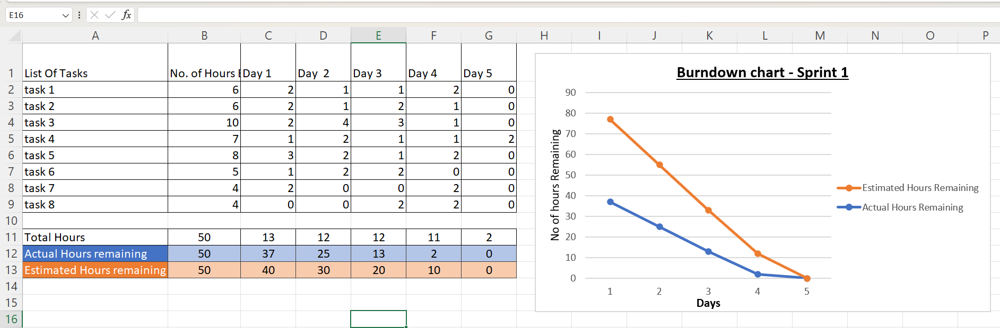 E16 fx
A B C D E F G H I J K L M N O P
1 List Of Tasks No. of Hours Day 1 Day  2 Day 3 Day 4 Day 5
2 task 1 6 2 1 1 2 0
3 task 2 6 2 1 2 1 0
4 task 3 10 2 4 3 1 0
5 task 4 7 1 2 1 1 2
6 task 5 8 3 2 1 2 0
7 task 6 5 1 2 2 0 0
8 task 7 4 2 0 0 2 0
9 task 8 4 0 0 2 2 0
10
11 Total Hours 50 13 12 12 11 2
12 Actual Hours remaining 50 37 25 13 2 0
13 Estimated Hours remaining 50 40 30 20 10 0
14
15
16
Burndown chart - Sprint 1
No of hours Remaining
90
80
70
60
50
40
30
20
10
0
1 2 3 4 5
Days
Estimated Hours Remaining
Actual Hours Remaining